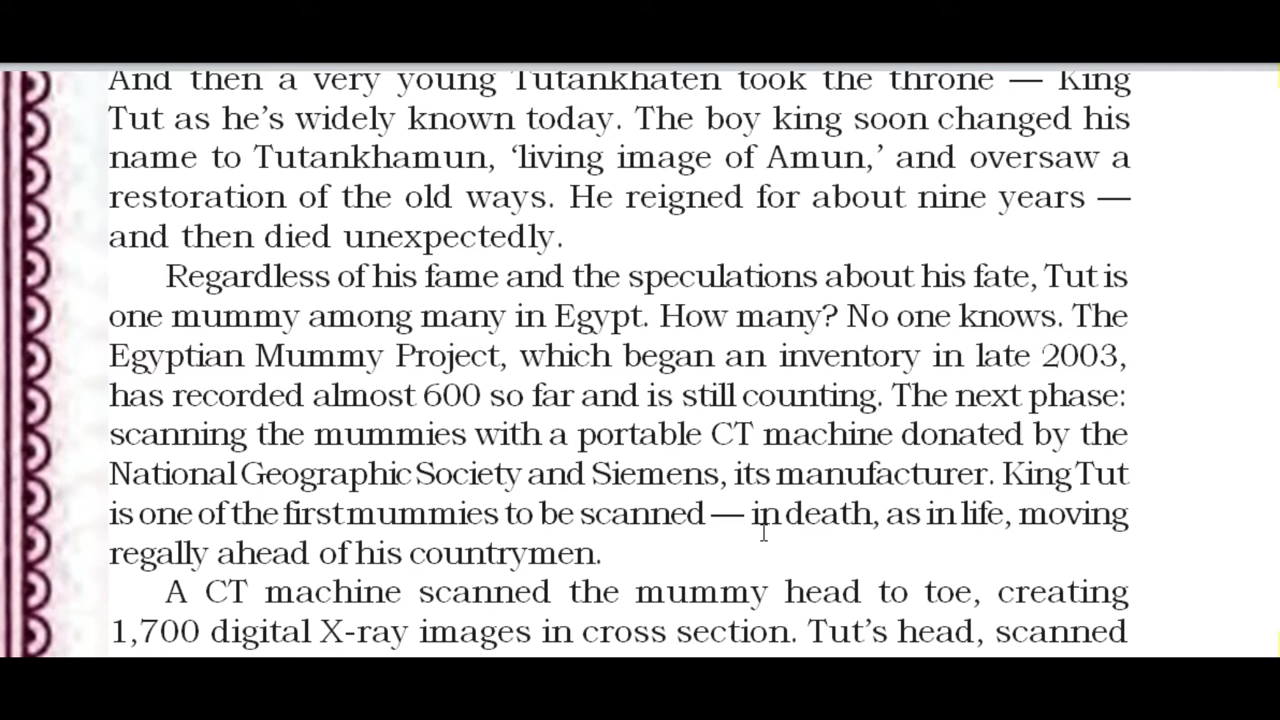 And then a very young Tutankhaten took the throne — King
Tut as he’s widely known today. The boy king soon changed his
name to Tutankhamun, ‘living image of Amun,’ and oversaw a
restoration of the old ways. He reigned for about nine years —
and then died unexpectedly.
Regardless of his fame and the speculations about his fate, Tut is
one mummy among many in Egypt. How many? No one knows. The
Egyptian Mummy Project, which began an inventory in late 2003,
has recorded almost 600 so far and is still counting. The next phase:
scanning the mummies with a portable CT machine donated by the
National Geographic Society and Siemens, its manufacturer. King Tut
is one of the first mummies to be scanned — in death, as in life, moving
regally ahead of his countrymen.
A CT machine scanned the mummy head to toe, creating
1,700 digital X-ray images in cross section. Tut’s head, scanned